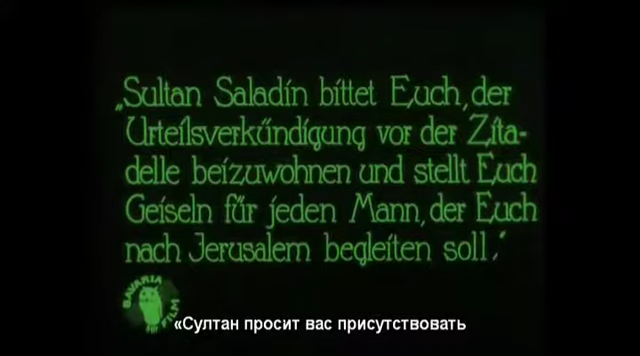 „Sultan Saladin bittet Euch, der
Urteilsverkündigung vor der Zita-
delle beizuwohnen und stellt Euch
Geiseln für jeden Mann, der Euch
nach Jerusalem begleiten soll.“
BAVARIA
FILM
«Султан просит вас присутствовать